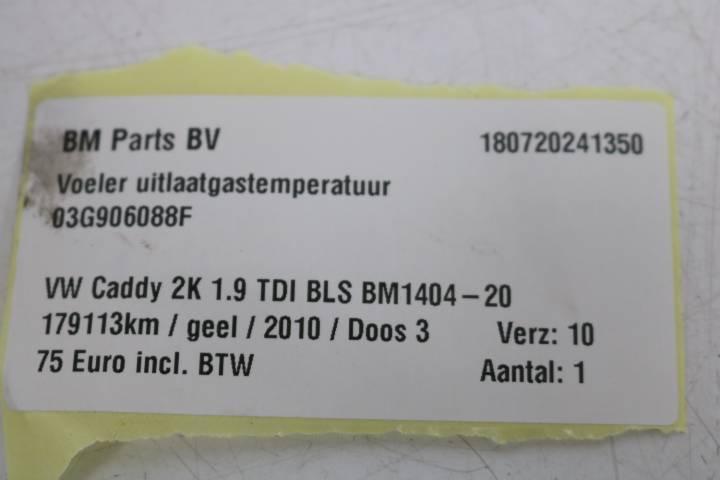 BM Parts BV 180720241350
Voeler uitlaatgastemperatuur
03G906088F
VW Caddy 2K 1.9 TDI BLS BM1404-20
179113km / geel / 2010 / Doos 3 Verz: 10
75 Euro incl. BTW Aantal: 1